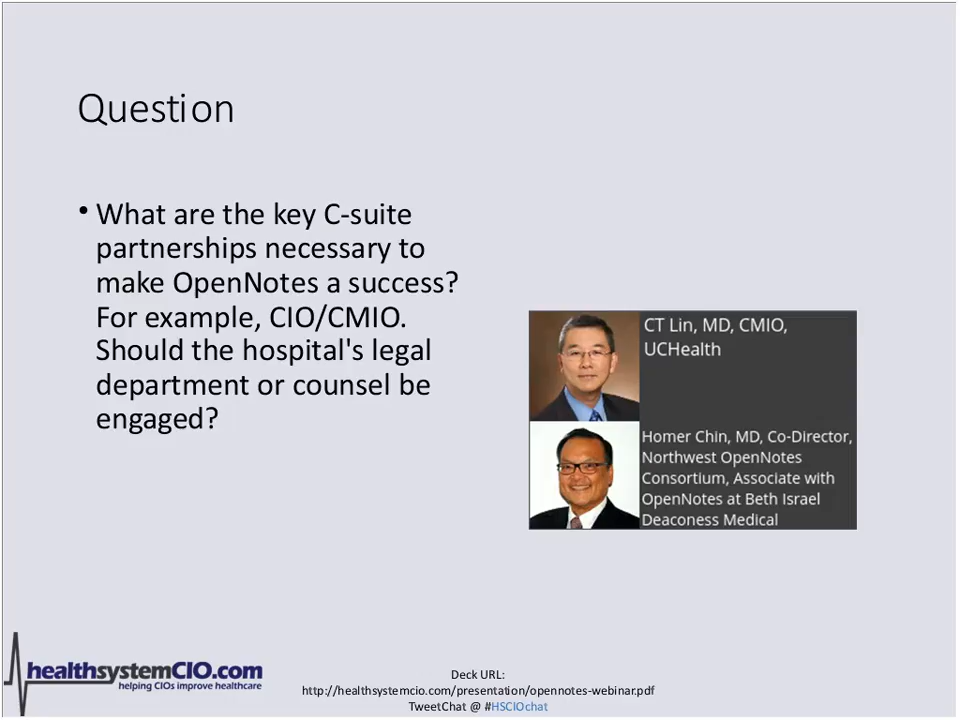 Question
• What are the key C-suite
partnerships necessary to
make OpenNotes a success?
For example, CIO/CMIO.
Should the hospital's legal
department or counsel be
engaged?
CT Lin, MD, CMIO,
UCHealth
Homer Chin, MD, Co-Director,
Northwest OpenNotes
Consortium, Associate with
OpenNotes at Beth Israel
Deaconess Medical
healthsystemCIO.com
helping CIOs improve healthcare
Deck URL:
http://healthsystemcio.com/presentation/opennotes-webinar.pdf
TweetChat @ #HSCIOchat